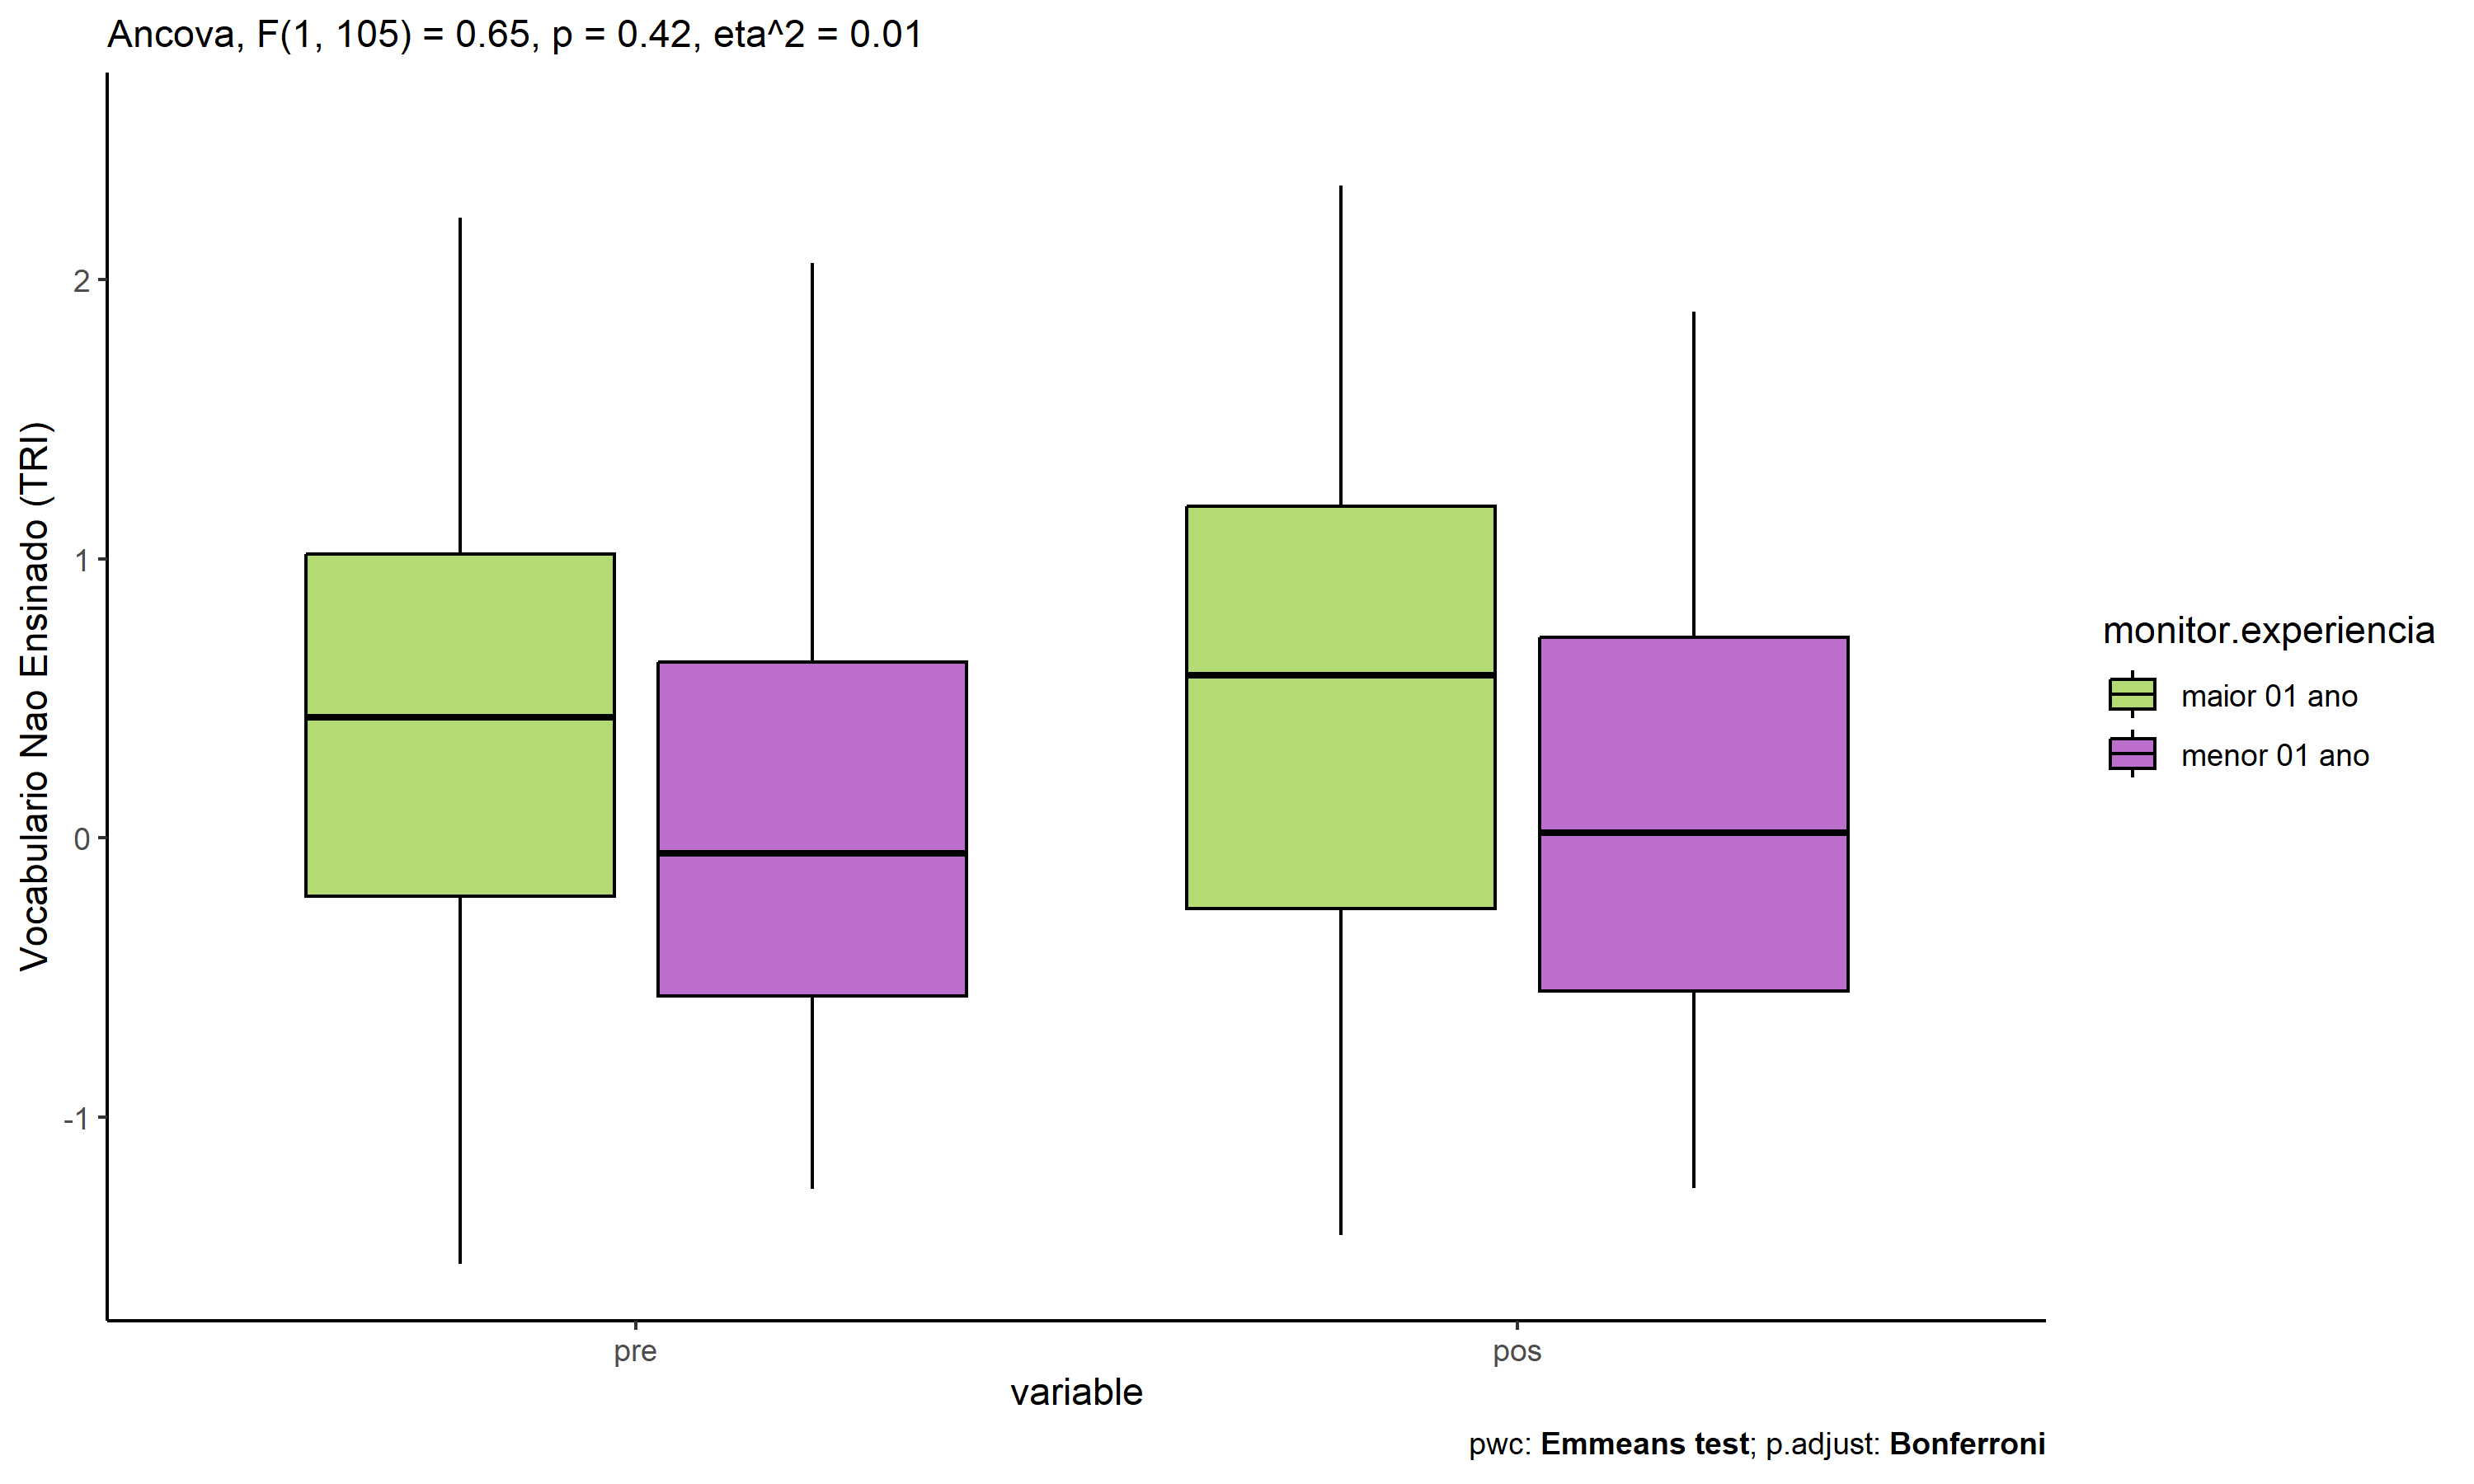 Ancova, F(1, 105) = 0.65, p = 0.42, eta^2 = 0.01
Vocabulario Nao Ensinado (TRI)
2
1
0
-1
pre
pos
variable
monitor.experiencia
maior 01 ano
menor 01 ano
pwc: Emmeans test; p.adjust: Bonferroni